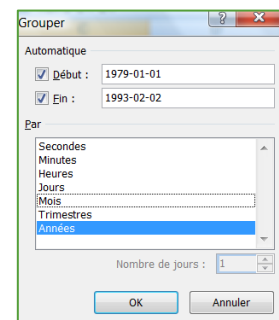 Grouper
Automatique
Début : 1979-01-01
Fin : 1993-02-02
Par
Secondes
Minutes
Heures
Jours
Mois
Trimestres
Années
Nombre de jours : 1
OK Annuler